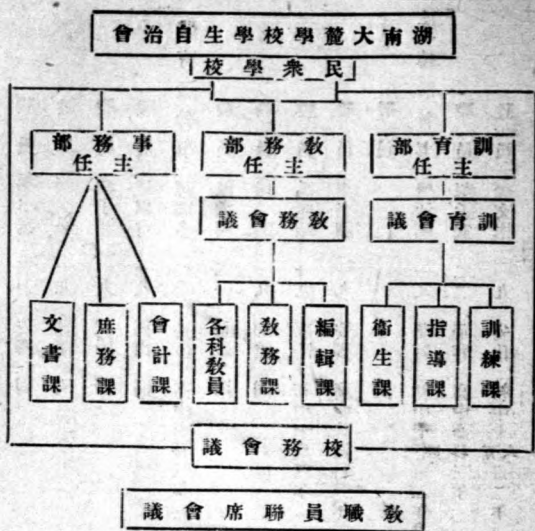 湖南大麓學校學生自治會
民衆學校
訓育部
主任
教務部
主任
事務部
主任
訓育會議
教務會議
訓練課
指導課
衞生課
編輯課
教務課
各科教員
會計課
庶務課
文書課
校務會議
教職員聯席會議